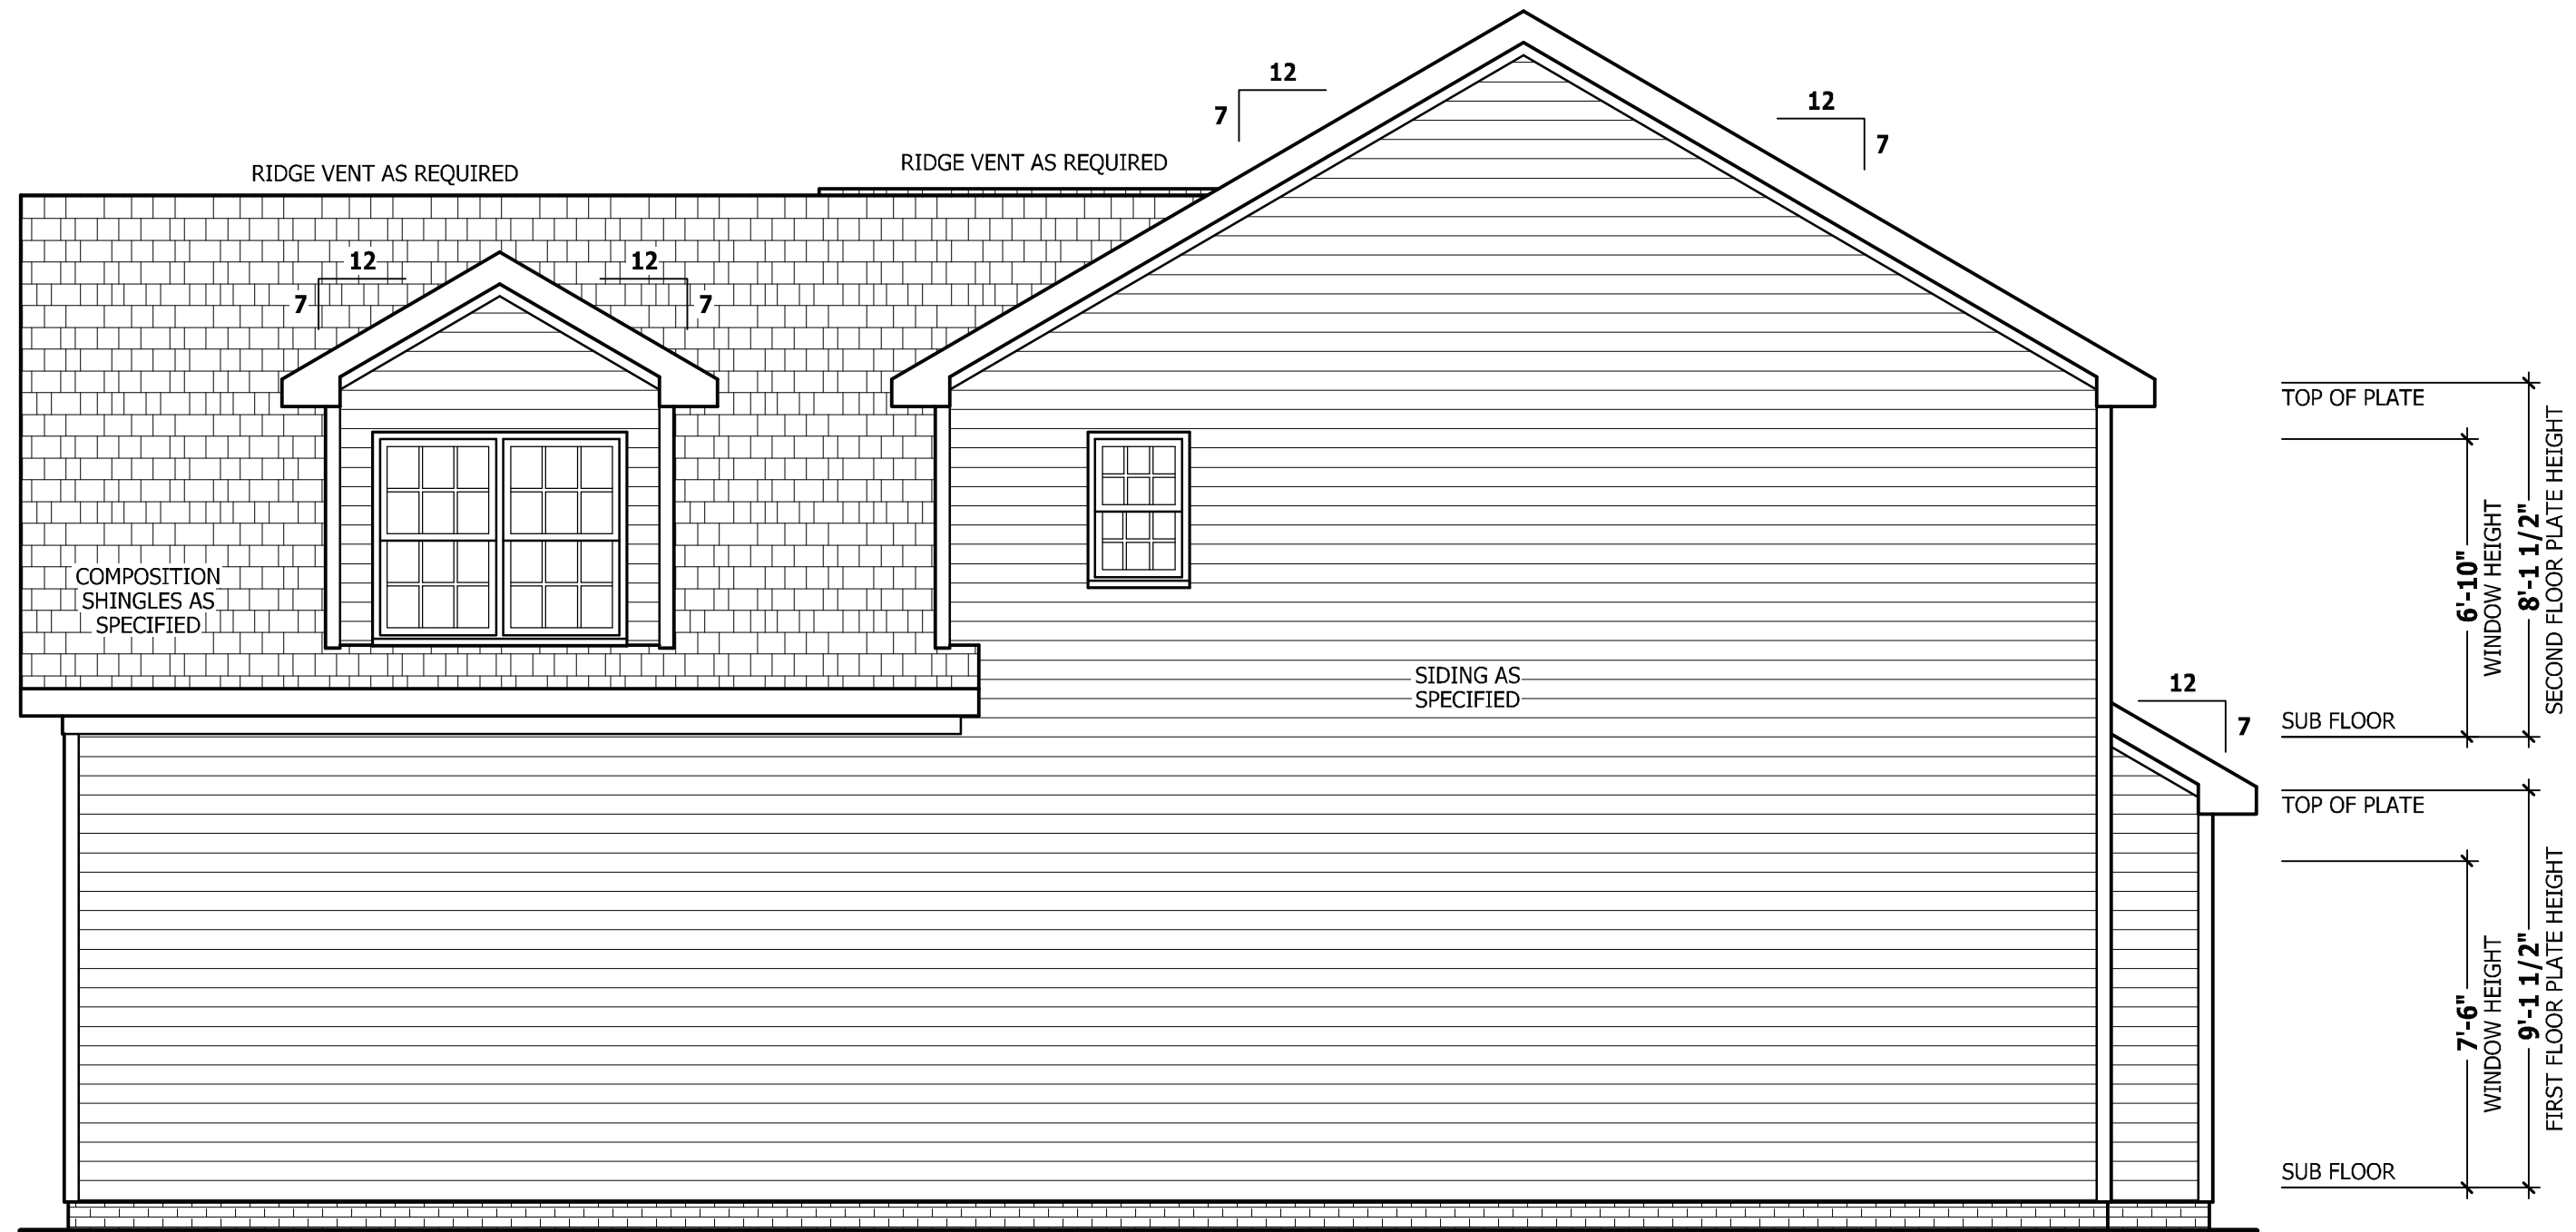 12
7
12
7
RIDGE VENT AS REQUIRED
RIDGE VENT AS REQUIRED
12
7
12
7
COMPOSITION
SHINGLES AS
SPECIFIED
SIDING AS
SPECIFIED
12
7
TOP OF PLATE
6'-10"
WINDOW HEIGHT
8'-1 1/2"
SECOND FLOOR PLATE HEIGHT
SUB FLOOR
TOP OF PLATE
7'-6"
WINDOW HEIGHT
9'-1 1/2"
FIRST FLOOR PLATE HEIGHT
SUB FLOOR